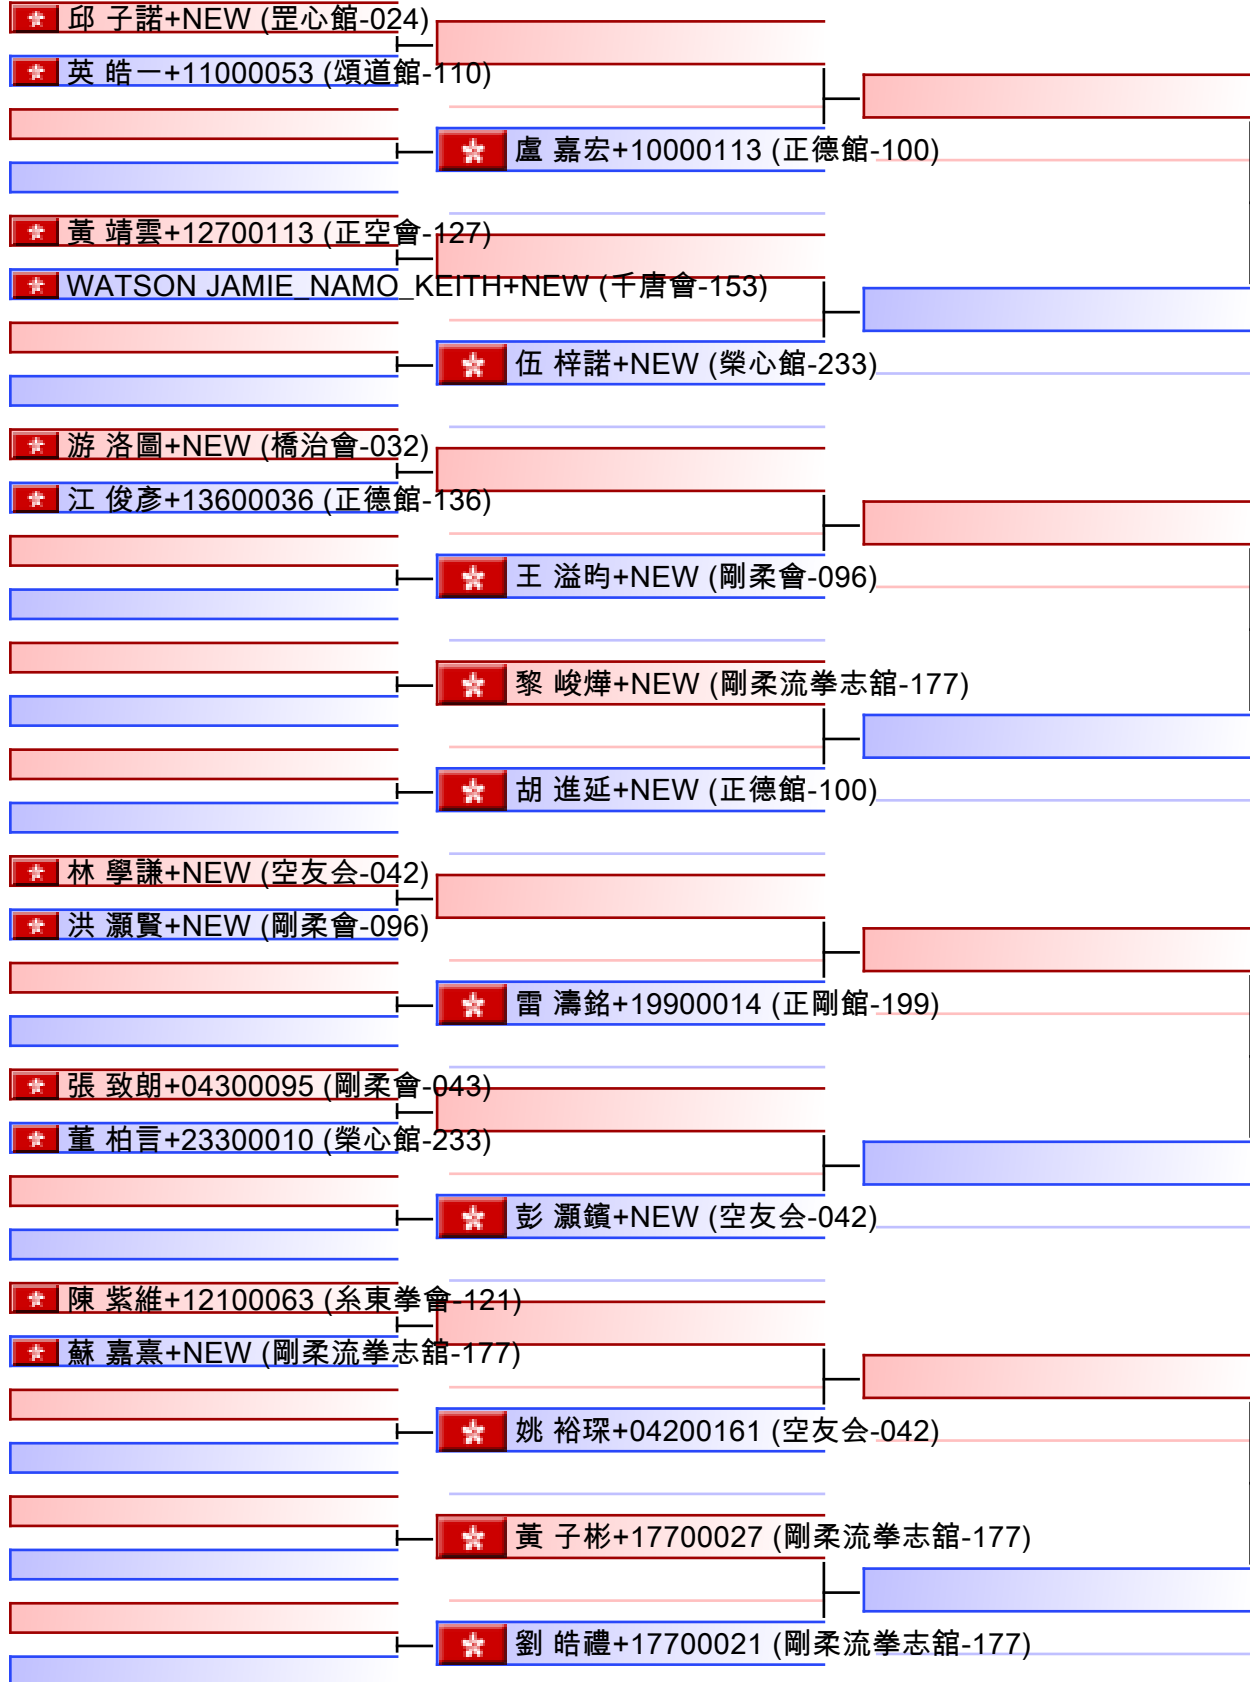 邱 子諾+NEW (罡心館-024)
英 皓一+11000053 (頌道館-110)
盧 嘉宏+10000113 (正德館-100)
黃 靖雲+12700113 (正空會-127)
WATSON JAMIE_NAMO_KEITH+NEW (千唐會-153)
伍 梓諾+NEW (榮心館-233)
游 洛圖+NEW (橋治會-032)
江 俊彥+13600036 (正德館-136)
王 溢昀+NEW (剛柔會-096)
黎 峻燁+NEW (剛柔流拳志舘-177)
胡 進延+NEW (正德館-100)
林 學謙+NEW (空友会-042)
洪 灝賢+NEW (剛柔會-096)
雷 濤銘+19900014 (正剛館-199)
張 致朗+04300095 (剛柔會-043)
董 柏言+23300010 (榮心館-233)
彭 灝鑌+NEW (空友会-042)
陳 紫維+12100063 (糸東拳會-121)
蘇 嘉熹+NEW (剛柔流拳志舘-177)
姚 裕琛+04200161 (空友会-042)
黃 子彬+17700027 (剛柔流拳志舘-177)
劉 皓禮+17700021 (剛柔流拳志舘-177)